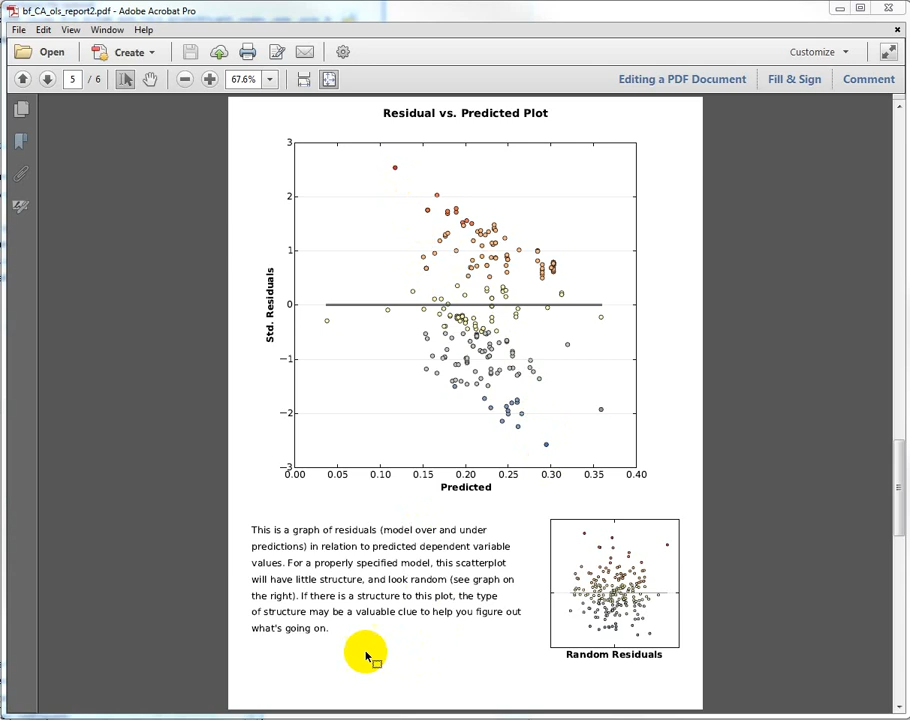 bf_CA_ols_report2.pdf - Adobe Acrobat Pro
File Edit View Window Help
Open Create Customize
5 / 6 67.6% Editing a PDF Document Fill & Sign Comment
Residual vs. Predicted Plot
3
2
1
0
−1
−2
−3
Std. Residuals
0.00 0.05 0.10 0.15 0.20 0.25 0.30 0.35 0.40
Predicted
This is a graph of residuals (model over and under
predictions) in relation to predicted dependent variable
values. For a properly specified model, this scatterplot
will have little structure, and look random (see graph on
the right). If there is a structure to this plot, the type
of structure may be a valuable clue to help you figure out
what's going on.
Random Residuals